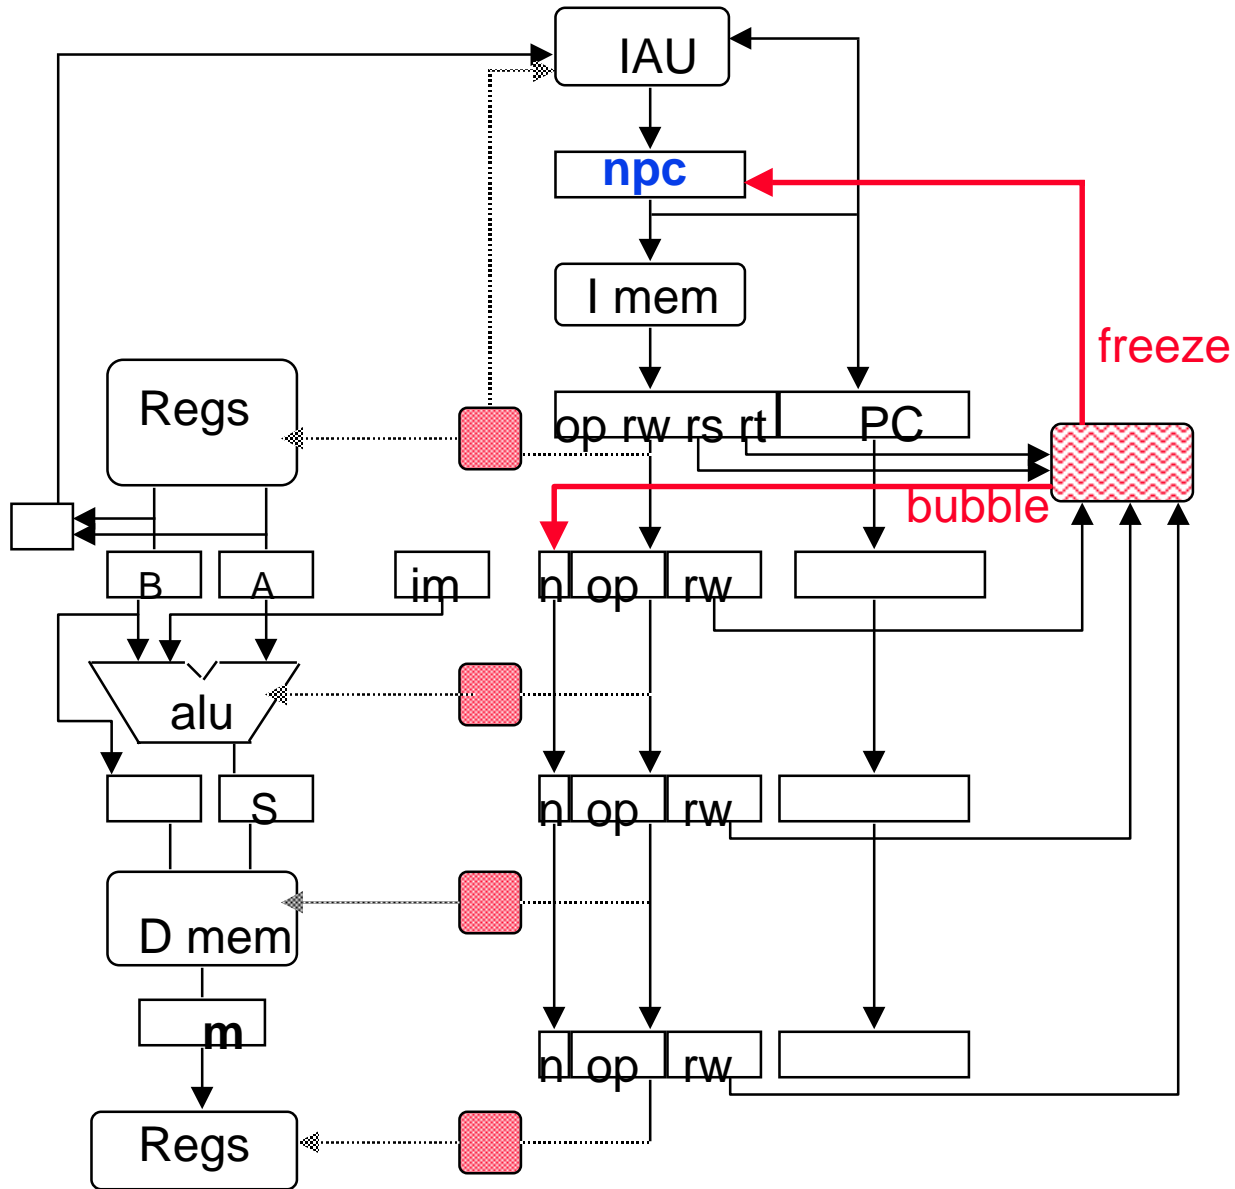 IAU
npc
I mem
freeze
Regs
op rw rs rt PC
bubble
B A im n op rw
alu
S n op rw
D mem
m
n op rw
Regs